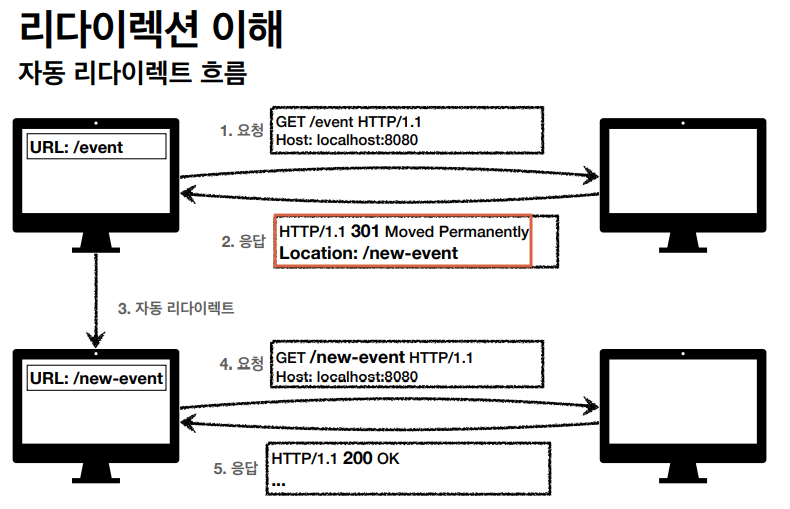 리다이렉션 이해
자동 리다이렉트 흐름
URL: /event
1. 요청
GET /event HTTP/1.1
Host: localhost:8080
2. 응답
HTTP/1.1 301 Moved Permanently
Location: /new-event
3. 자동 리다이렉트
URL: /new-event
4. 요청
GET /new-event HTTP/1.1
Host: localhost:8080
5. 응답
HTTP/1.1 200 OK
...